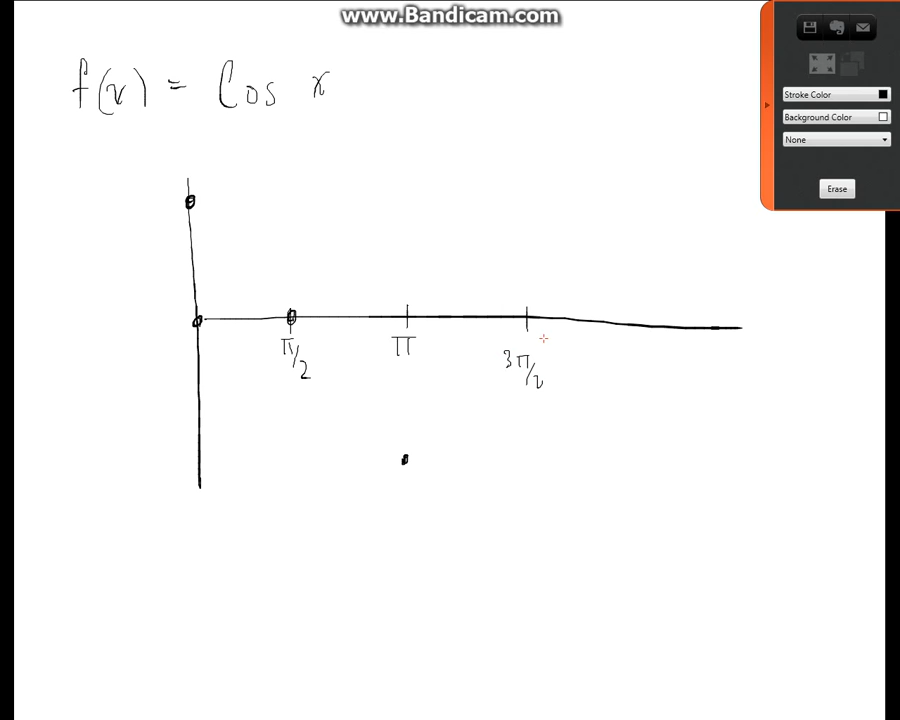 www.Bandicam.com
f(x) = Cos x
Stroke Color
Background Color
None
Erase
π/2
π
3π/2